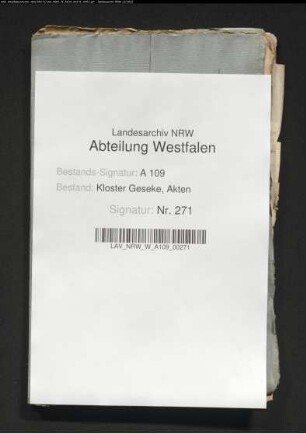 Landesarchiv NRW
Abteilung Westfalen
Bestands-Signatur: A 109
Bestand: Kloster Geseke, Akten
Signatur: Nr. 271
LAV_NRW_W_A109_00271